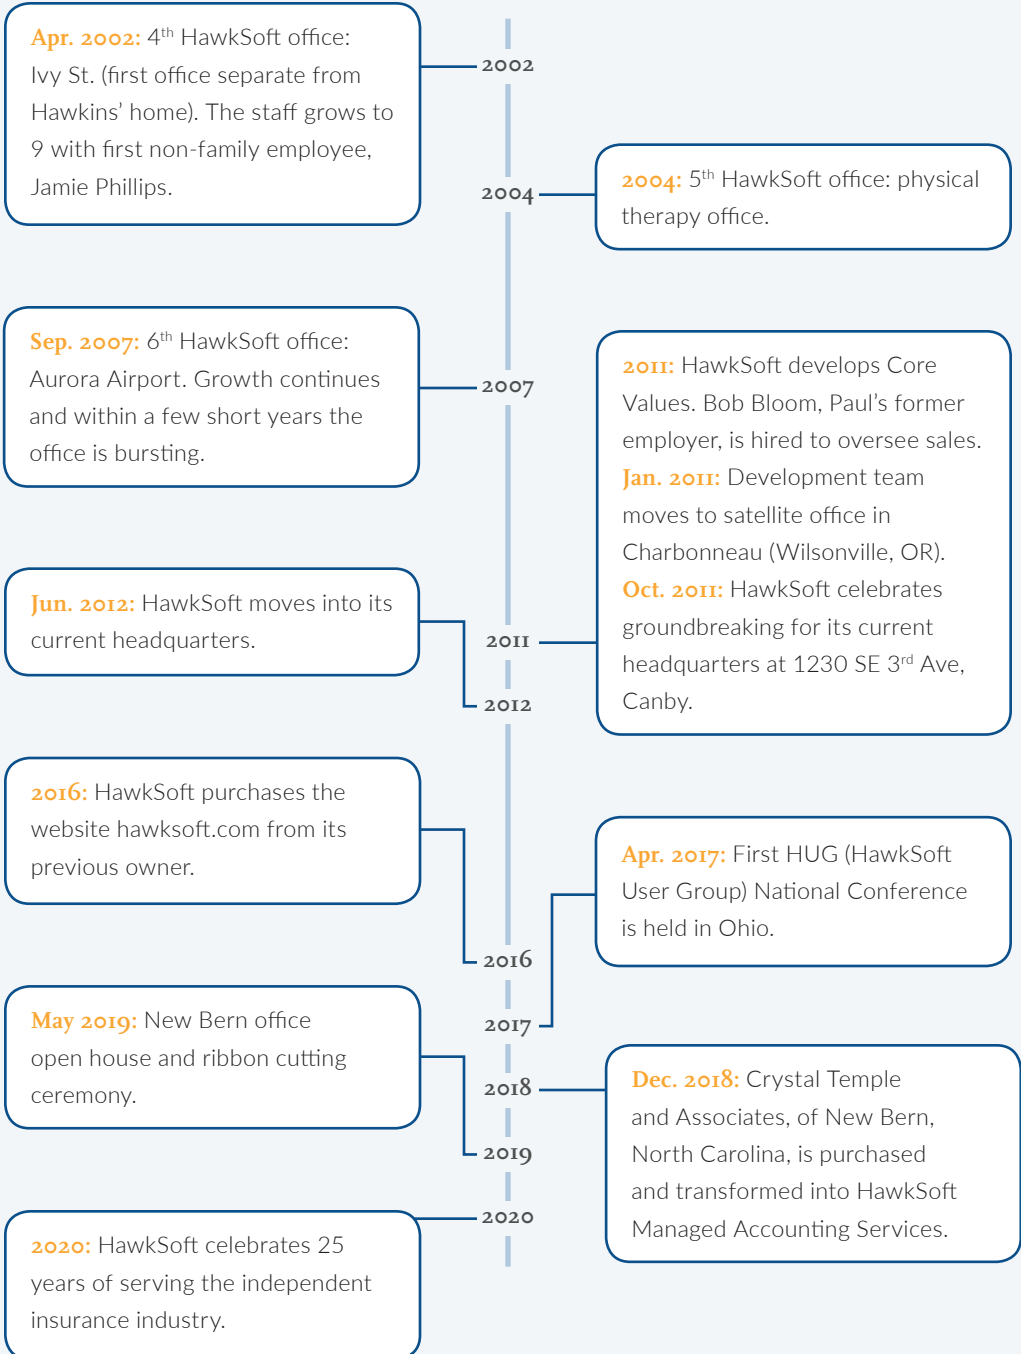 Apr. 2002: 4th HawkSoft office:
Ivy St. (first office separate from
Hawkins’ home). The staff grows to
9 with first non-family employee,
Jamie Phillips.
2002
2004
2004: 5th HawkSoft office: physical
therapy office.
Sep. 2007: 6th HawkSoft office:
Aurora Airport. Growth continues
and within a few short years the
office is bursting.
2007
2011: HawkSoft develops Core
Values. Bob Bloom, Paul’s former
employer, is hired to oversee sales.
Jan. 2011: Development team
moves to satellite office in
Charbonneau (Wilsonville, OR).
Oct. 2011: HawkSoft celebrates
groundbreaking for its current
headquarters at 1230 SE 3rd Ave,
Canby.
2011
Jun. 2012: HawkSoft moves into its
current headquarters.
2012
2016: HawkSoft purchases the
website hawksoft.com from its
previous owner.
2016
Apr. 2017: First HUG (HawkSoft
User Group) National Conference
is held in Ohio.
2017
2018
Dec. 2018: Crystal Temple
and Associates, of New Bern,
North Carolina, is purchased
and transformed into HawkSoft
Managed Accounting Services.
May 2019: New Bern office
open house and ribbon cutting
ceremony.
2019
2020
2020: HawkSoft celebrates 25
years of serving the independent
insurance industry.